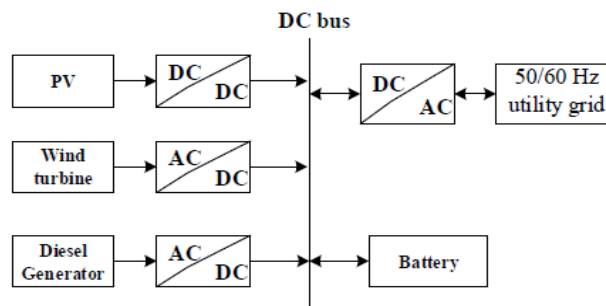 DC bus
PV
DC
DC
DC
AC
50/60 Hz
utility grid
Wind
turbine
AC
DC
Diesel
Generator
AC
DC
Battery